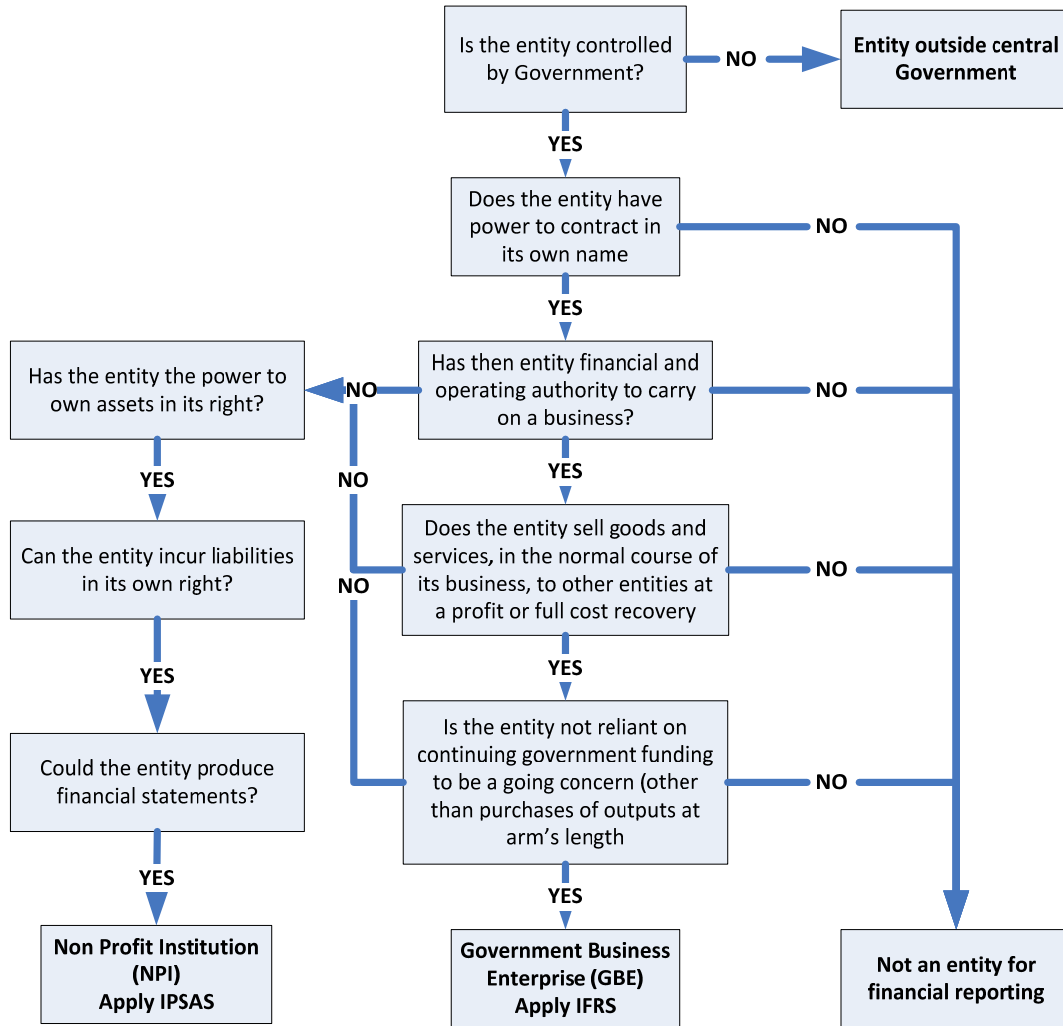 Is the entity controlled
by Government?
NO
Entity outside central
Government
YES
Does the entity have
power to contract in
its own name
NO
YES
Has the entity the power to
own assets in its right?
NO
Has then entity financial and
operating authority to carry
on a business?
NO
YES
NO
YES
Can the entity incur liabilities
in its own right?
Does the entity sell goods and
services, in the normal course of
its business, to other entities at
a profit or full cost recovery
NO
NO
YES
YES
Could the entity produce
financial statements?
Is the entity not reliant on
continuing government funding
to be a going concern (other
than purchases of outputs at
arm’s length
NO
YES
YES
Non Profit Institution
(NPI)
Apply IPSAS
Government Business
Enterprise (GBE)
Apply IFRS
Not an entity for
financial reporting